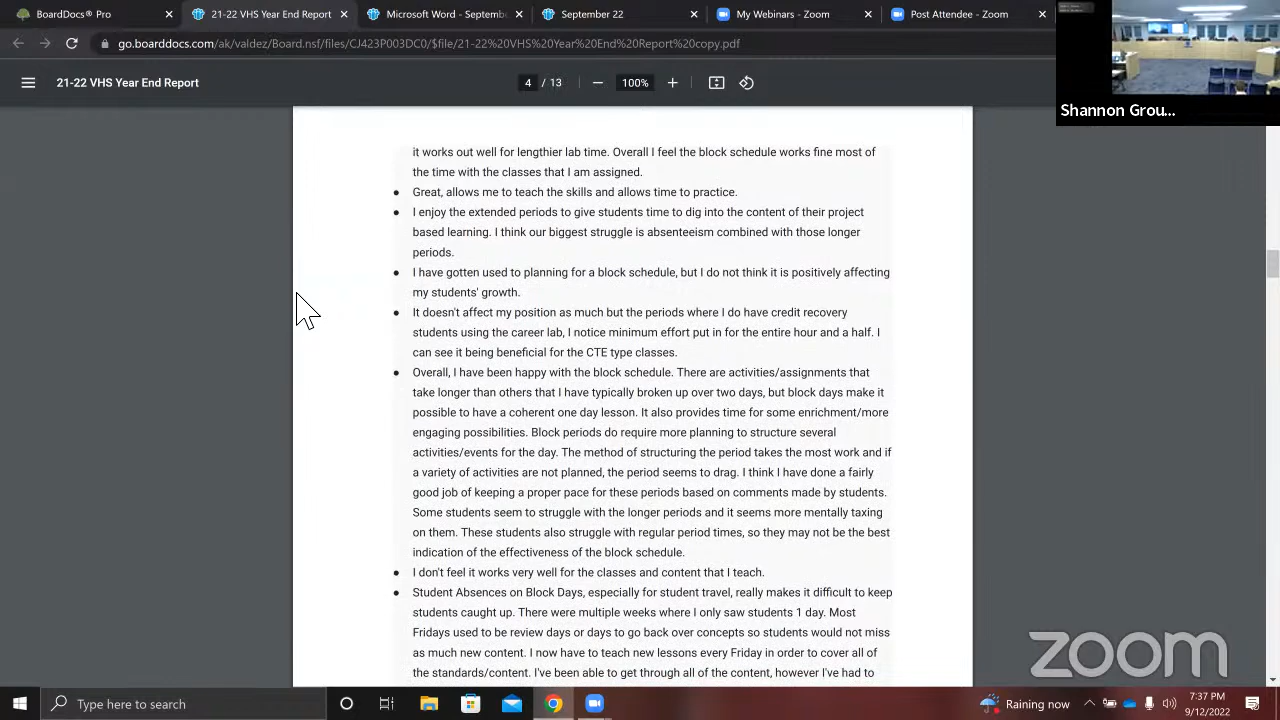 BoardDocs® Pro
21-22 VHS Year End Report
Microsoft Word - S
September
My Webinars - Zoom
Post Attendee - Zoom
go.boarddocs.com/ak/valdez/Board.nsf/files/CJ423P003DC0/$file
20Year%20End%20Report%20copy.pdf
Shannon Grou...
21-22 VHS Year End Report
4 / 13
100%
it works out well for lengthier lab time. Overall I feel the block schedule works fine most of
the time with the classes that I am assigned.
Great, allows me to teach the skills and allows time to practice.
I enjoy the extended periods to give students time to dig into the content of their project
based learning. I think our biggest struggle is absenteeism combined with those longer
periods.
I have gotten used to planning for a block schedule, but I do not think it is positively affecting
my students' growth.
It doesn't affect my position as much but the periods where I do have credit recovery
students using the career lab, I notice minimum effort put in for the entire hour and a half. I
can see it being beneficial for the CTE type classes.
Overall, I have been happy with the block schedule. There are activities/assignments that
take longer than others that I have typically broken up over two days, but block days make it
possible to have a coherent one day lesson. It also provides time for some enrichment/more
engaging possibilities. Block periods do require more planning to structure several
activities/events for the day. The method of structuring the period takes the most work and if
a variety of activities are not planned, the period seems to drag. I think I have done a fairly
good job of keeping a proper pace for these periods based on comments made by students.
Some students seem to struggle with the longer periods and it seems more mentally taxing
on them. These students also struggle with regular period times, so they may not be the best
indication of the effectiveness of the block schedule.
I don't feel it works very well for the classes and content that I teach.
Student Absences on Block Days, especially for student travel, really makes it difficult to keep
students caught up. There were multiple weeks where I only saw students 1 day. Most
Fridays used to be review days or days to go back over concepts so students would not miss
as much new content. I now have to teach new lessons every Friday in order to cover all of
the standards/content. I've been able to get through all of the content, however I've had to
zoom
Type here to search
Raining now
7:37 PM
9/12/2022